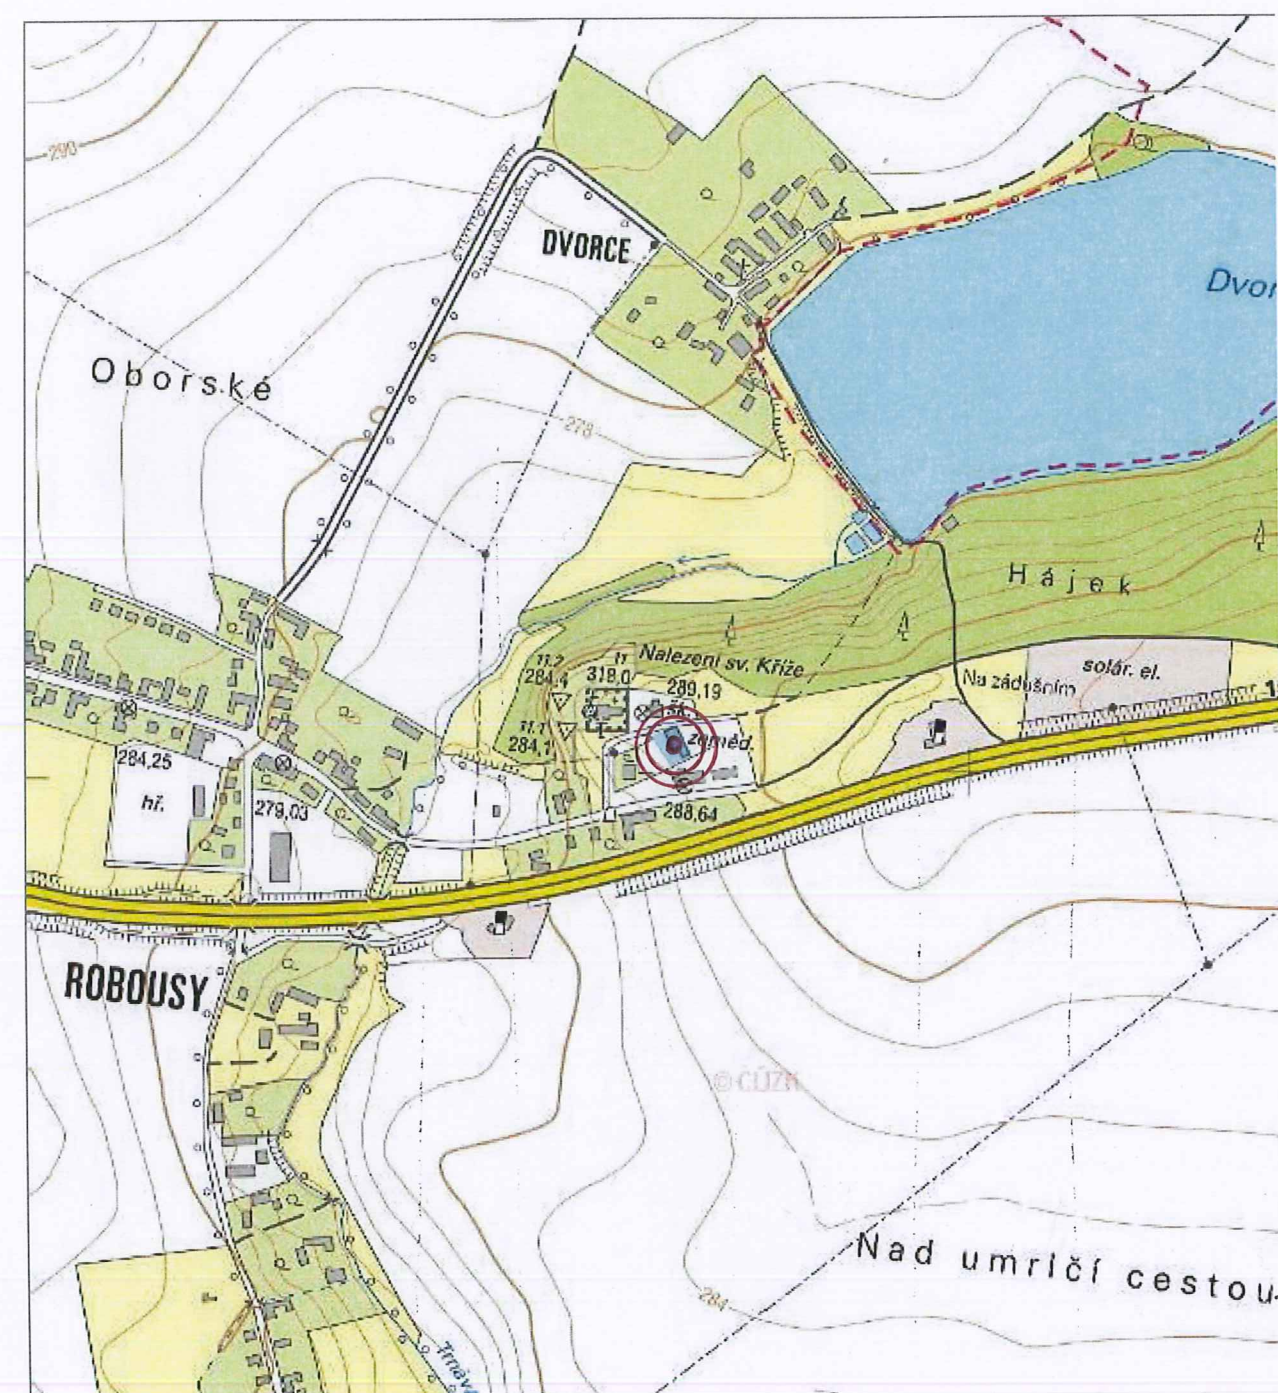 290
DVORCE
Dvor
Oborské
278
Hájek
Nalezení sv. Kříže
11.2
284,4
11
318,0
289,19
Na zádušním
solár. el.
11.1
284,1
zeměd.
284,25
hř.
279,03
288,64
ROBOUSY
© ČÚZK
Nad umrlčí cestou
284
Trnáv